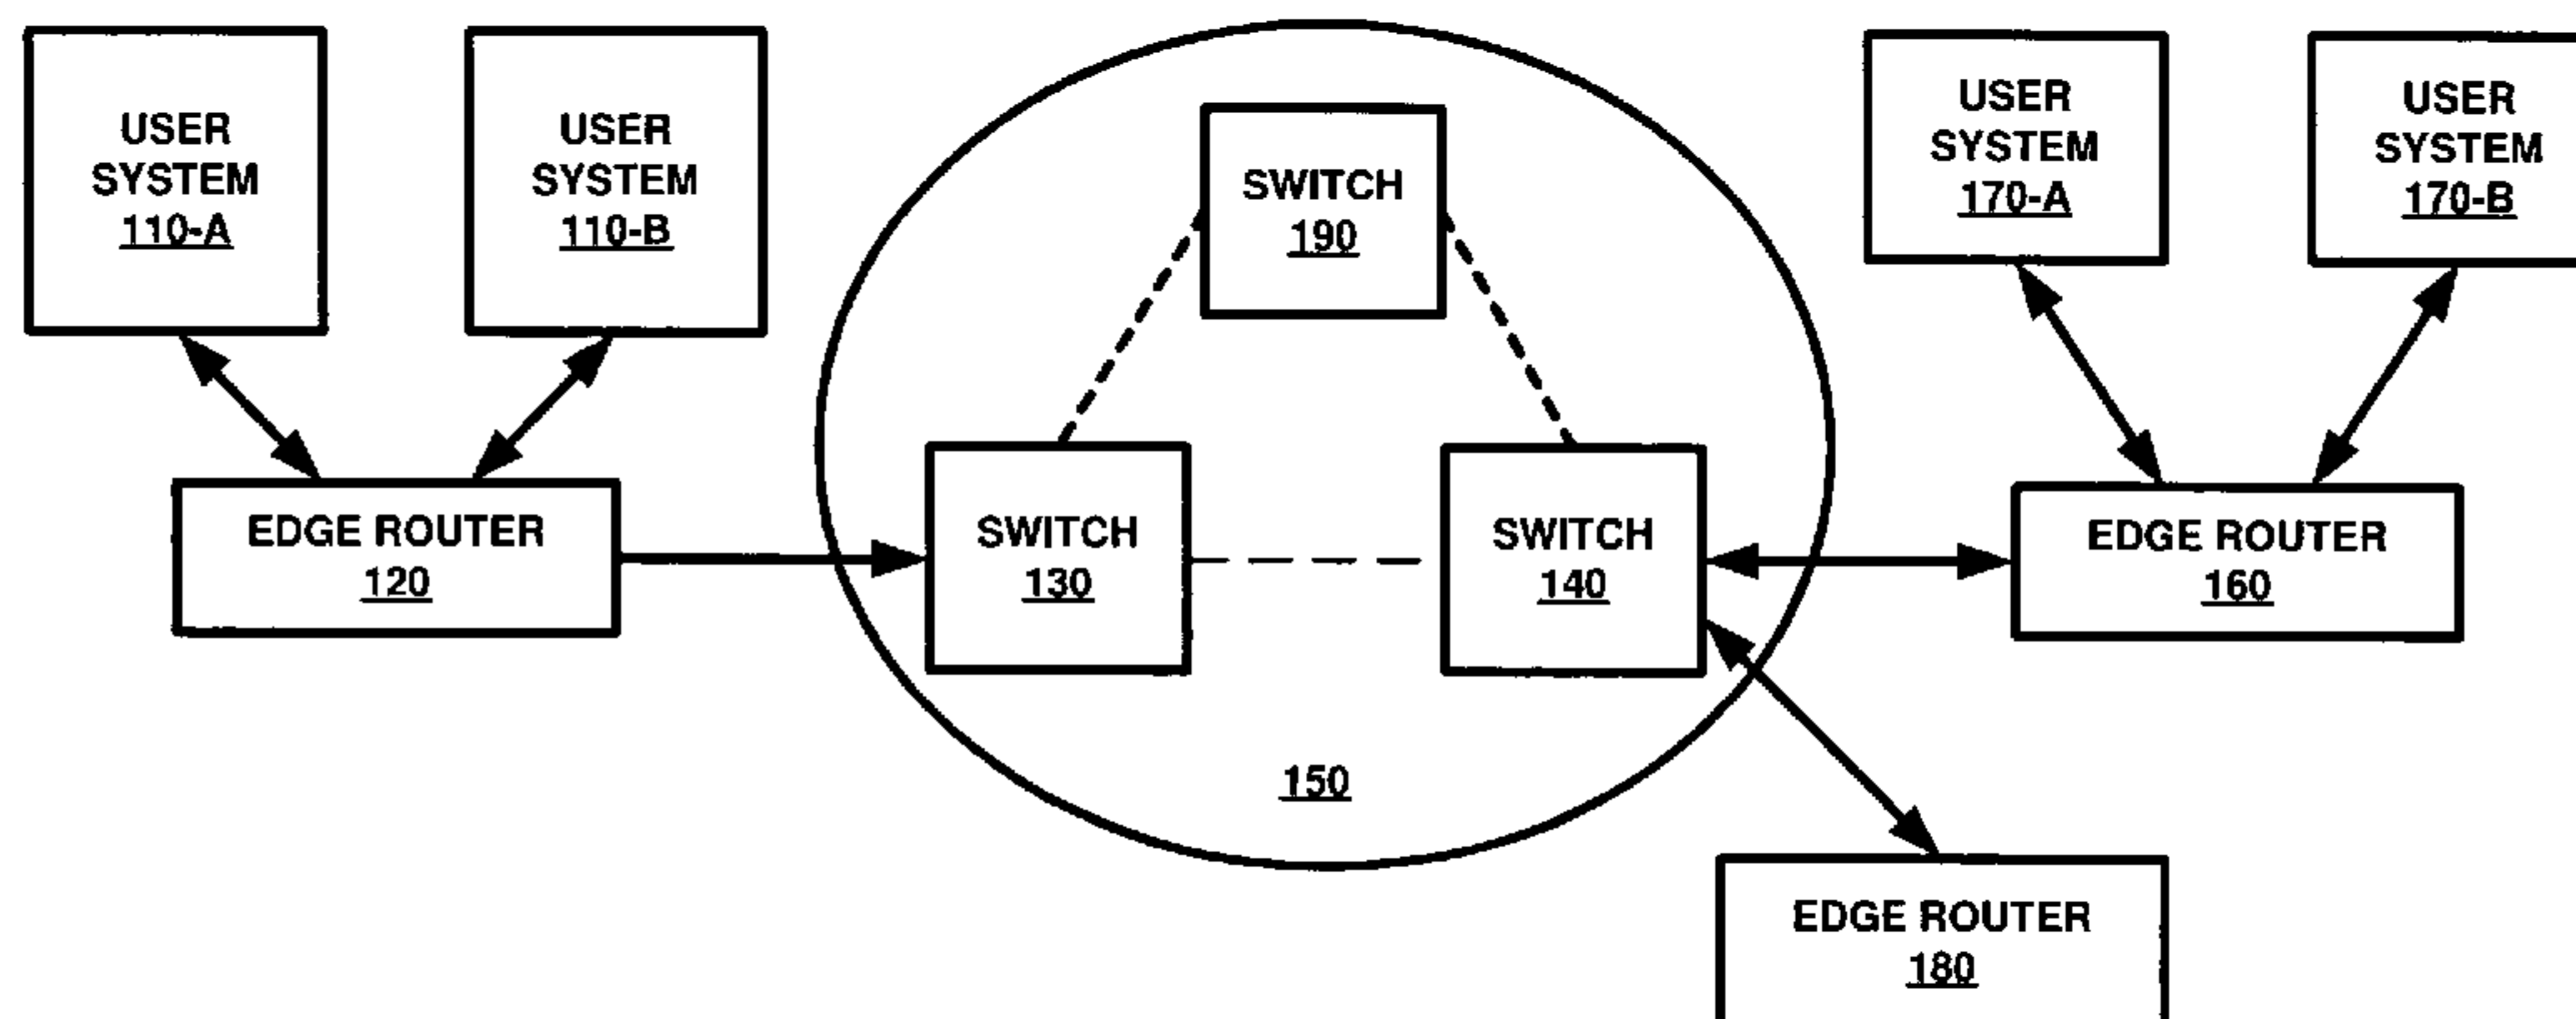 USER
SYSTEM
110-A
USER
SYSTEM
110-B
SWITCH
190
USER
SYSTEM
170-A
USER
SYSTEM
170-B
EDGE ROUTER
120
SWITCH
130
SWITCH
140
EDGE ROUTER
160
150
EDGE ROUTER
180